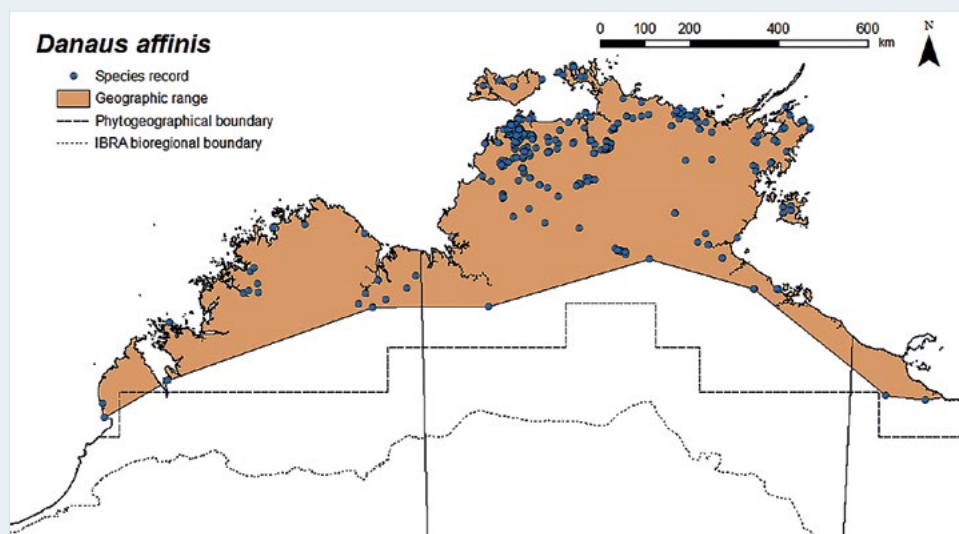 Danaus affinis
Species record
Geographic range
Phytogeographical boundary
IBRA bioregional boundary
0 100 200 400 600
km
N